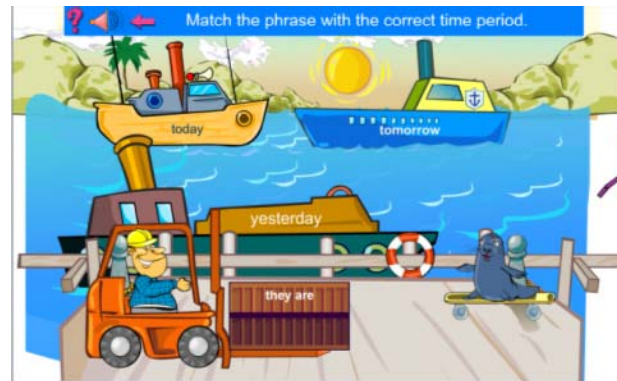 ? Match the phrase with the correct time period.
today
tomorrow
yesterday
they are